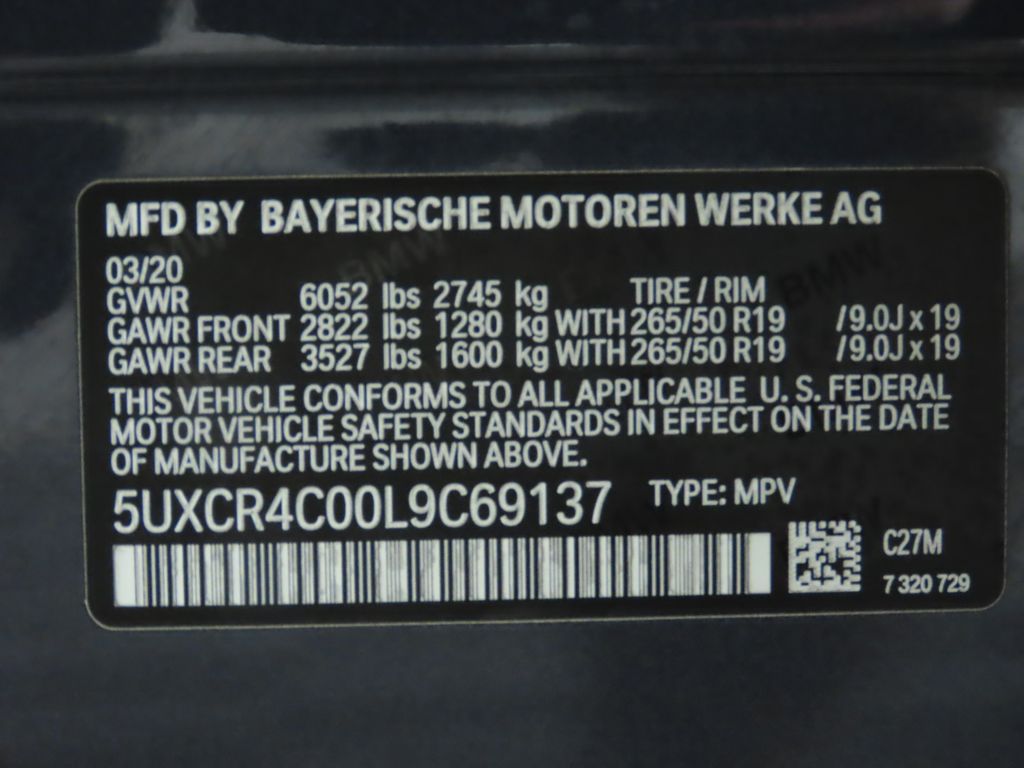 MFD BY BAYERISCHE MOTOREN WERKE AG
03/20
GVWR 6052 lbs 2745 kg TIRE / RIM
GAWR FRONT 2822 lbs 1280 kg WITH 265/50 R19 /9.0J x 19
GAWR REAR 3527 lbs 1600 kg WITH 265/50 R19 /9.0J x 19
THIS VEHICLE CONFORMS TO ALL APPLICABLE U. S. FEDERAL
MOTOR VEHICLE SAFETY STANDARDS IN EFFECT ON THE DATE
OF MANUFACTURE SHOWN ABOVE.
5UXCR4C00L9C69137 TYPE: MPV
C27M
7 320 729